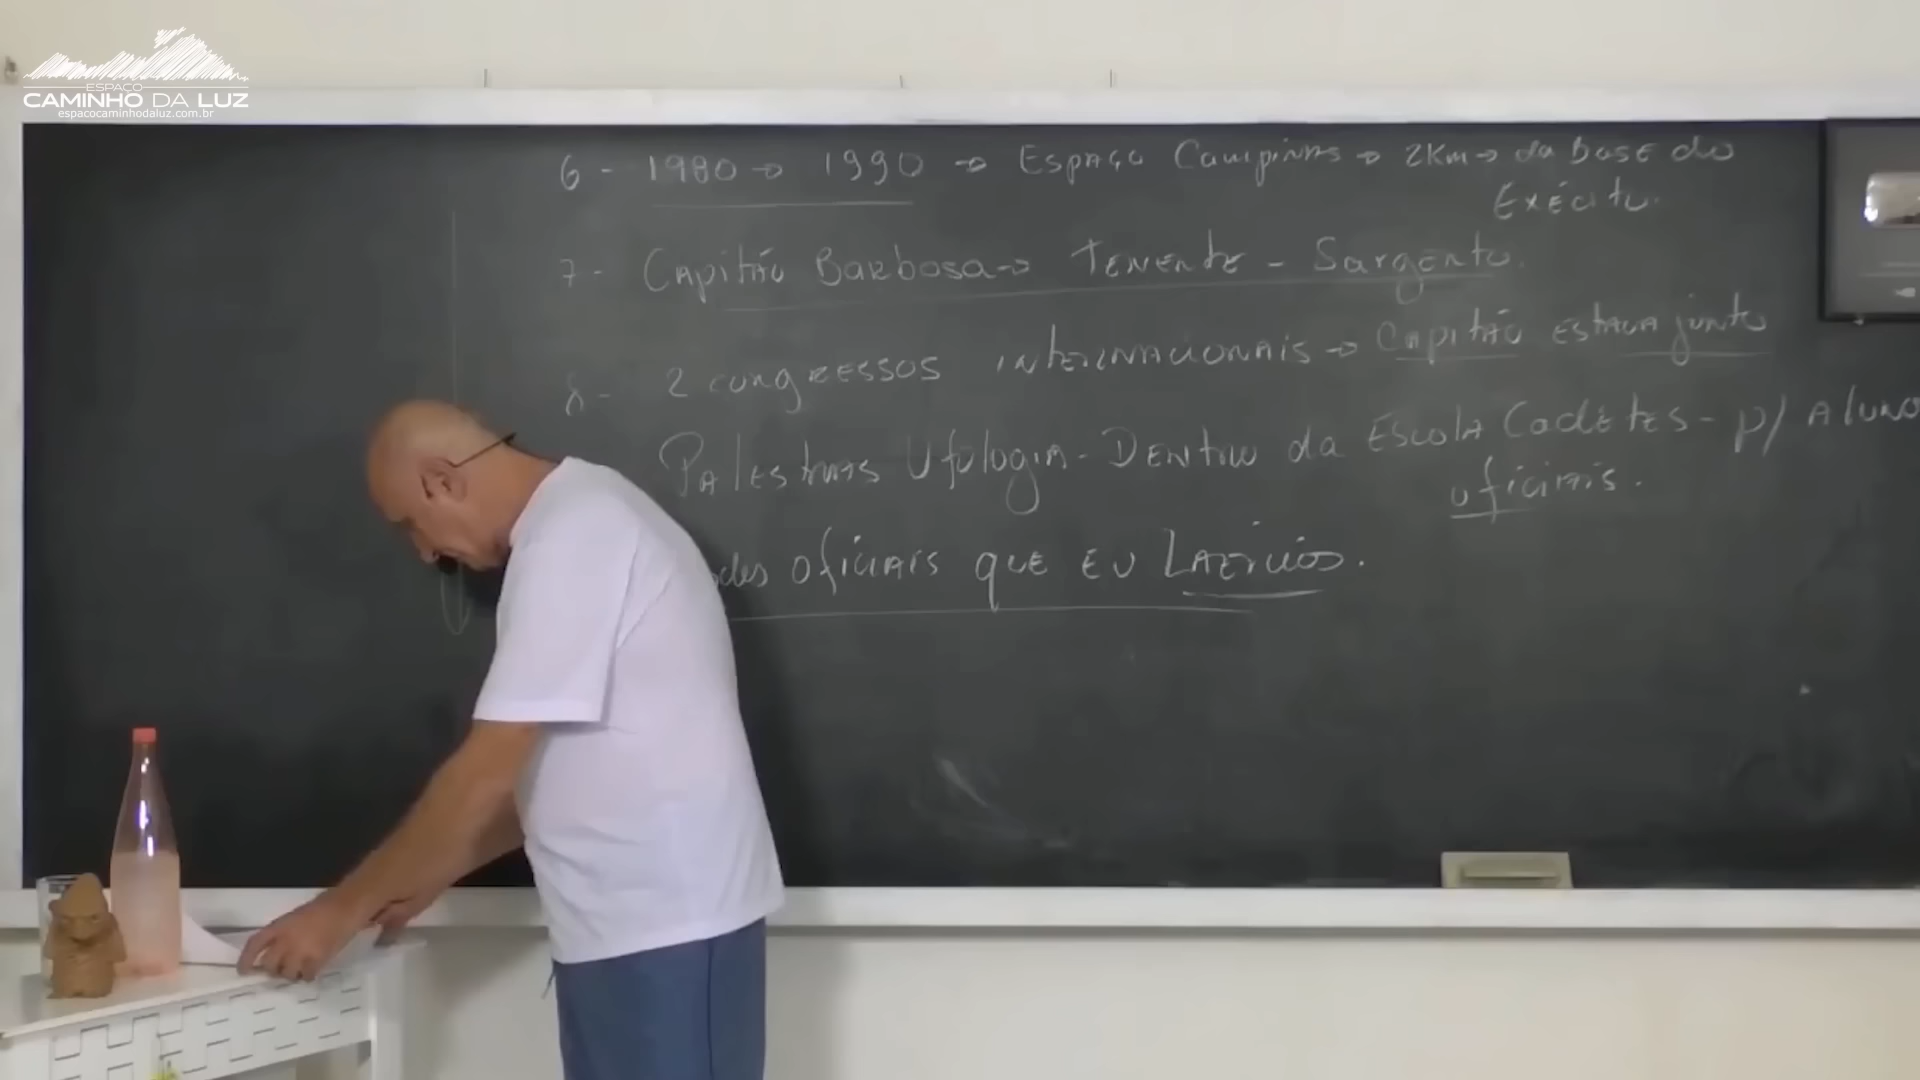 ESPAÇO
CAMINHO DA LUZ
espacocaminhodaluz.com.br
6 - 1980 → 1990 → Espaço Campinas → 2Km → da Base do
Exécito.
7 - Capitão Barbosa → Tenente - Sargento.
8 - 2 congressos internacionais → Capitão estava junto
Palestras Ufologia - Dentro da Escola Cadetes - p/ Aluno
oficiais.
oficiais que eu